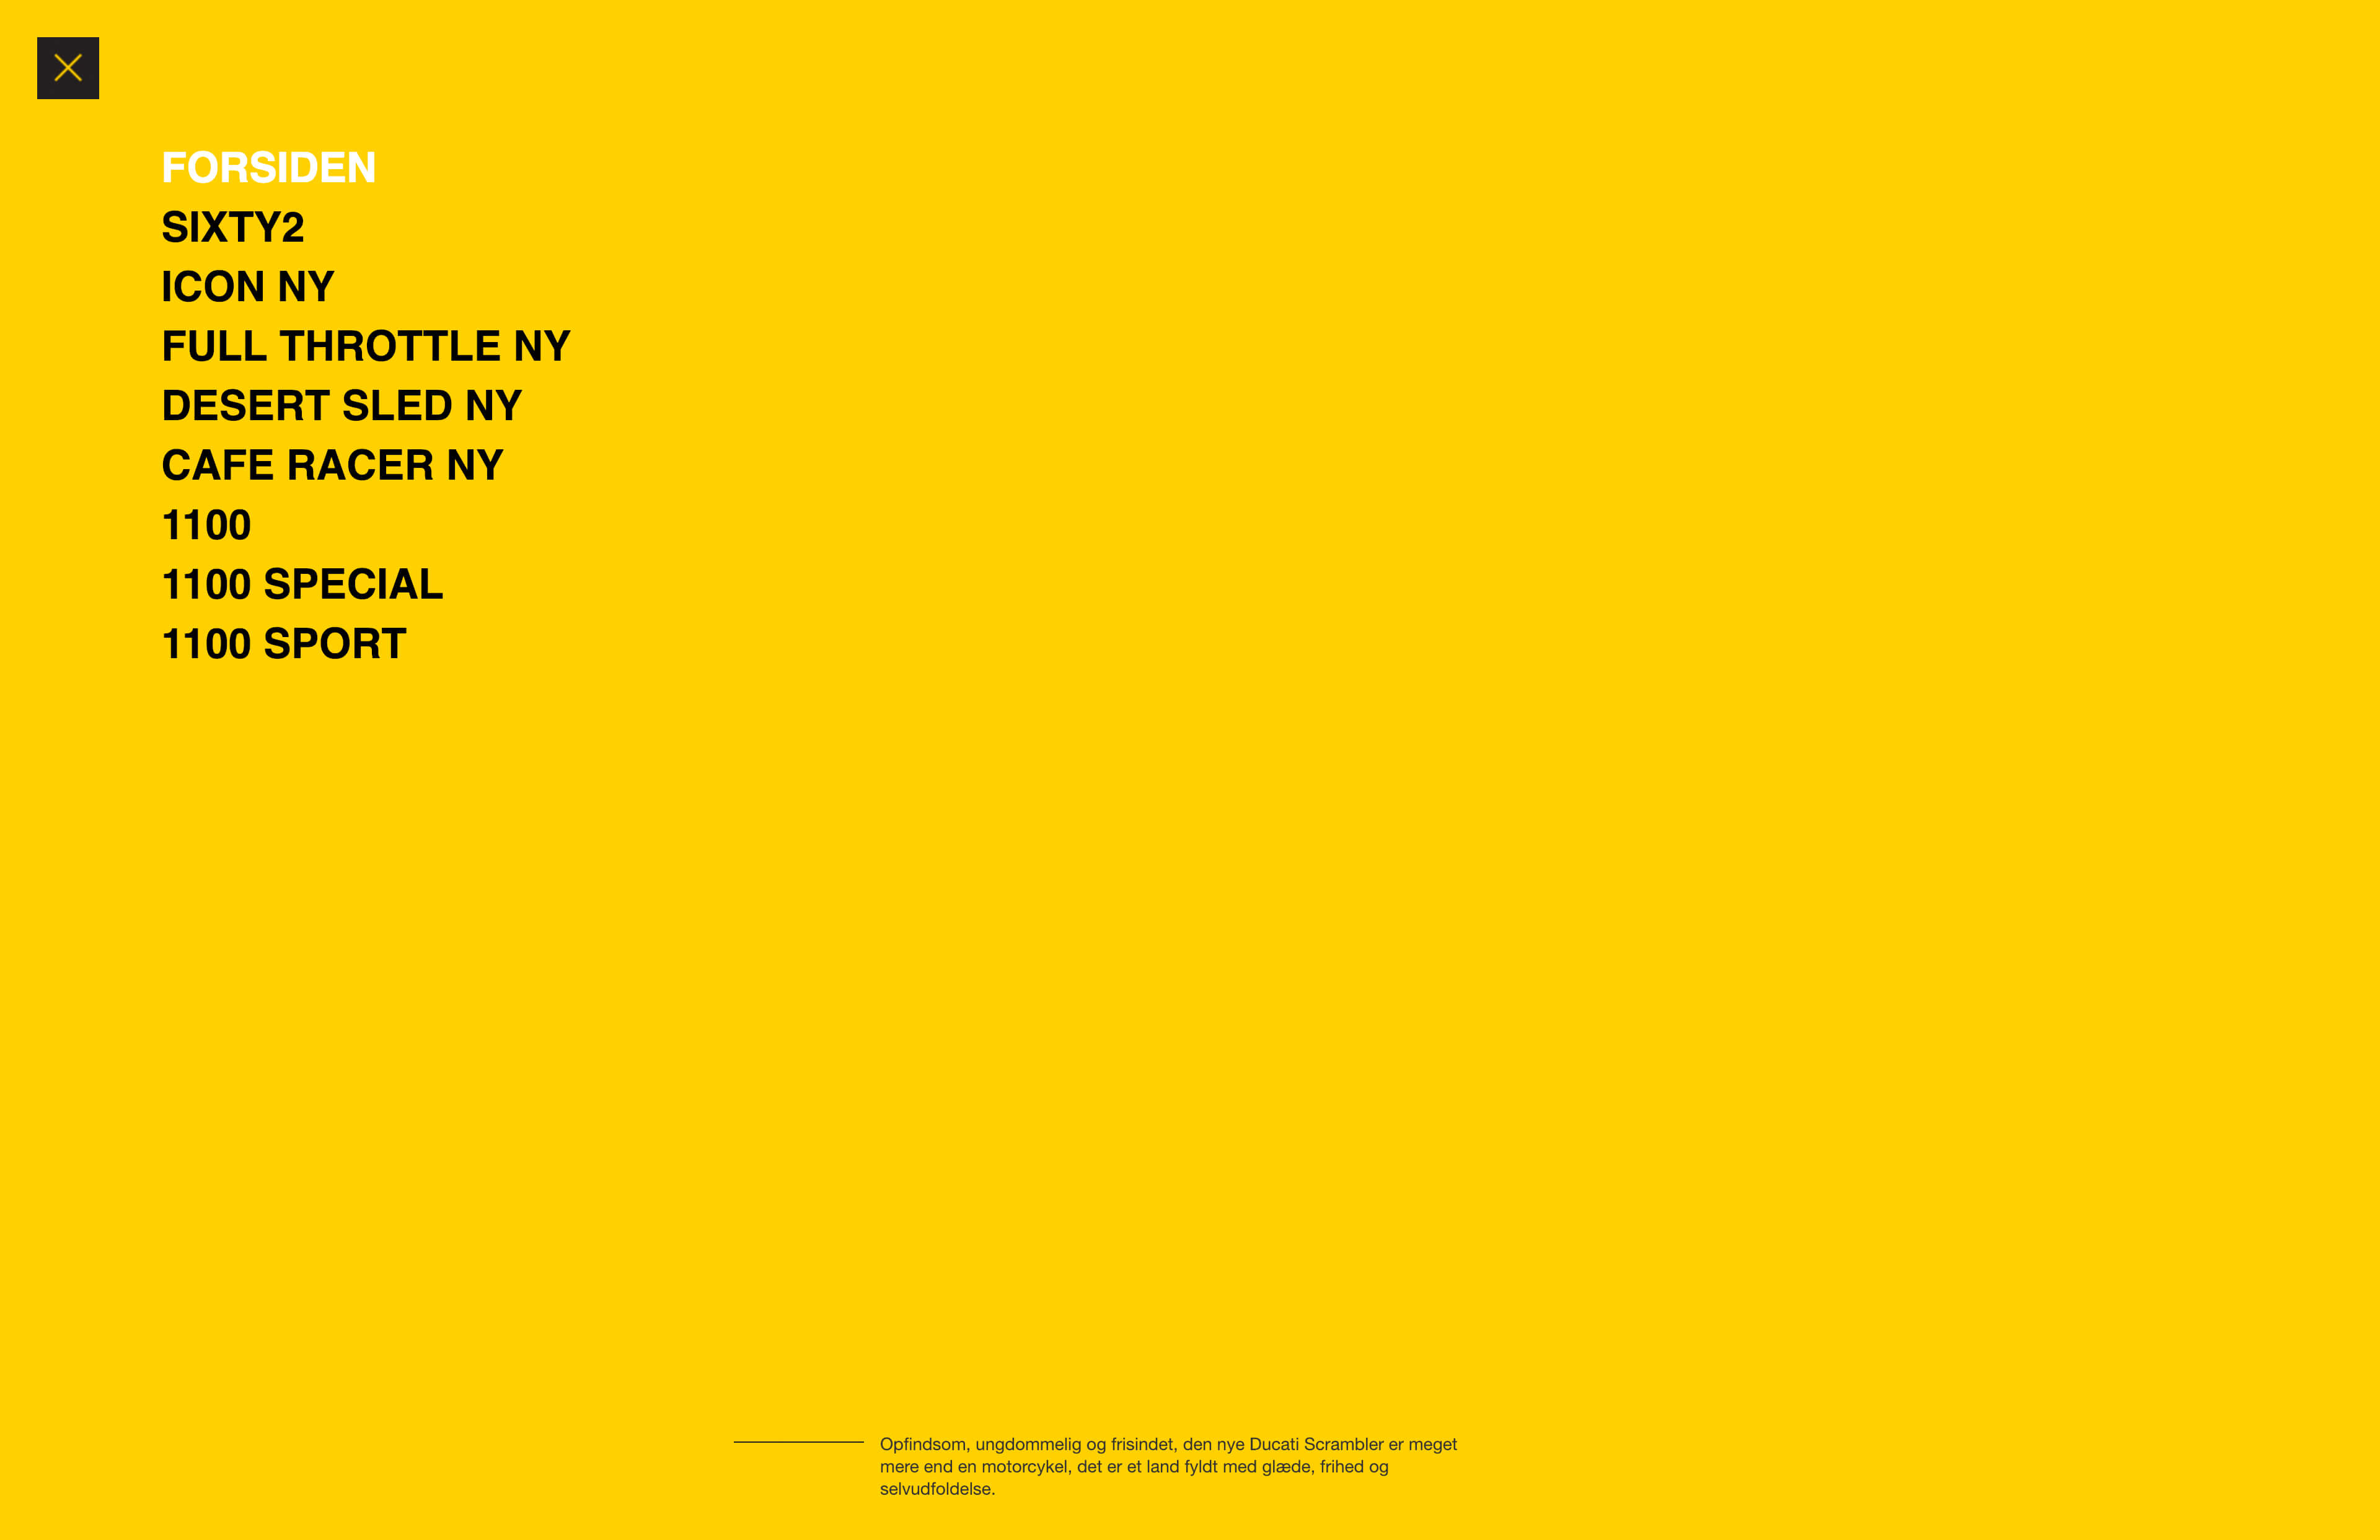 FORSIDEN
SIXTY2
ICON NY
FULL THROTTLE NY
DESERT SLED NY
CAFE RACER NY
1100
1100 SPECIAL
1100 SPORT
Opfindsom, ungdommelig og frisindet, den nye Ducati Scrambler er meget
mere end en motorcykel, det er et land fyldt med glæde, frihed og
selvudfoldelse.